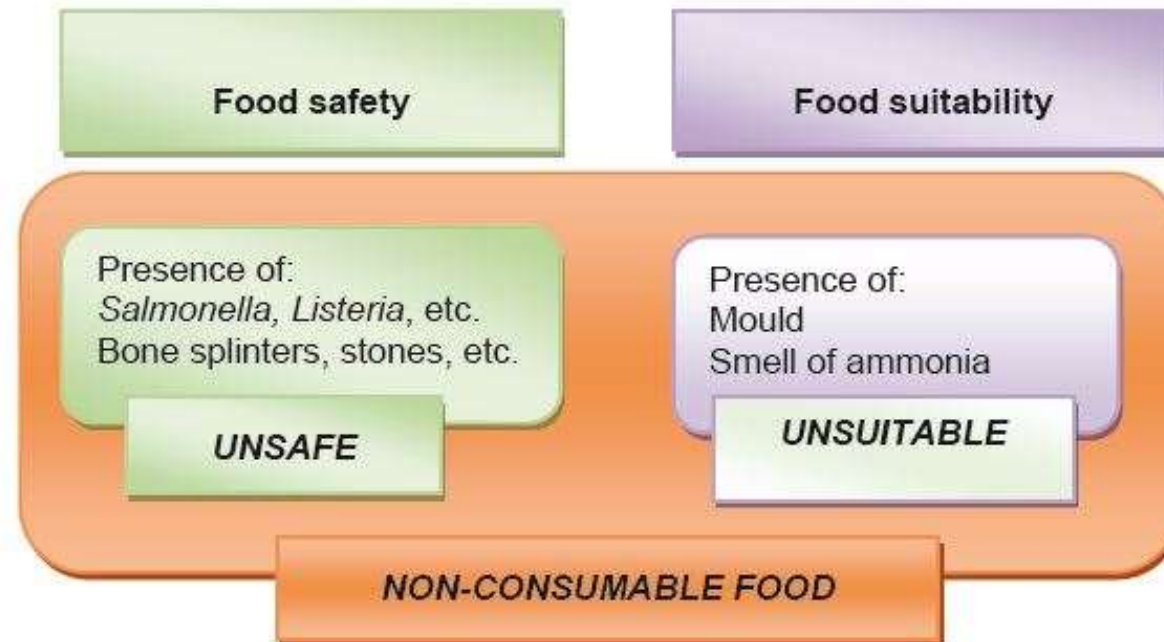 Food safety
Food suitability
Presence of:
Salmonella, Listeria, etc.
Bone splinters, stones, etc.
UNSAFE
Presence of:
Mould
Smell of ammonia
UNSUITABLE
NON-CONSUMABLE FOOD